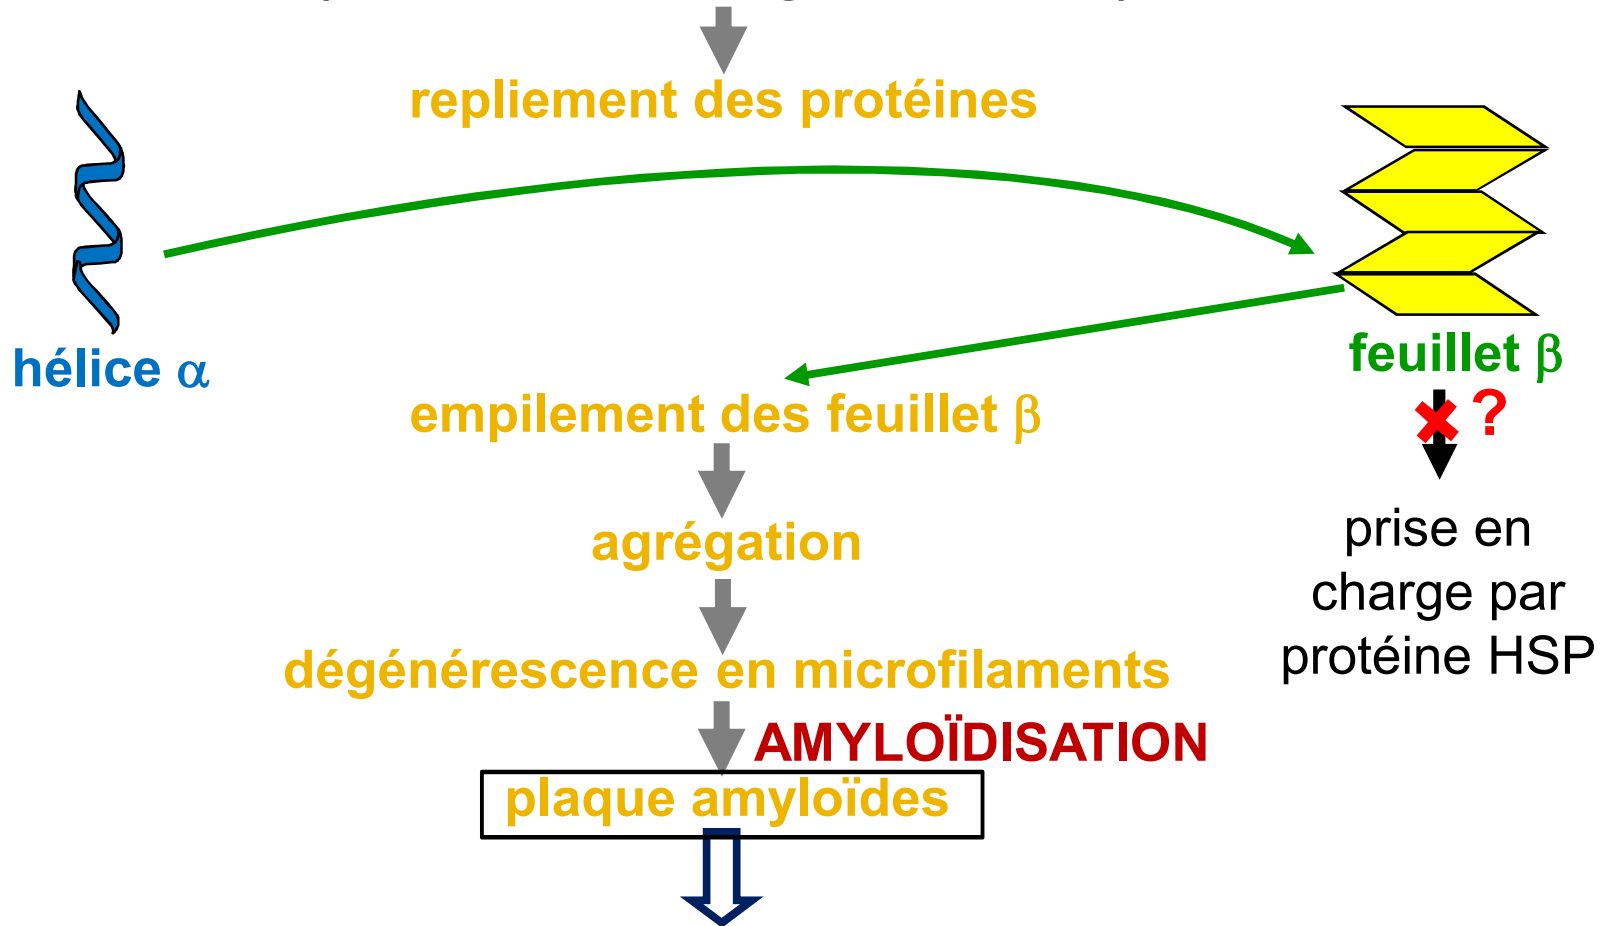 repliement des protéines
hélice α
feuillet β
empilement des feuillet β
?
agrégation
prise en
charge par
protéine HSP
dégénérescence en microfilaments
AMYLOÏDISATION
plaque amyloïdes